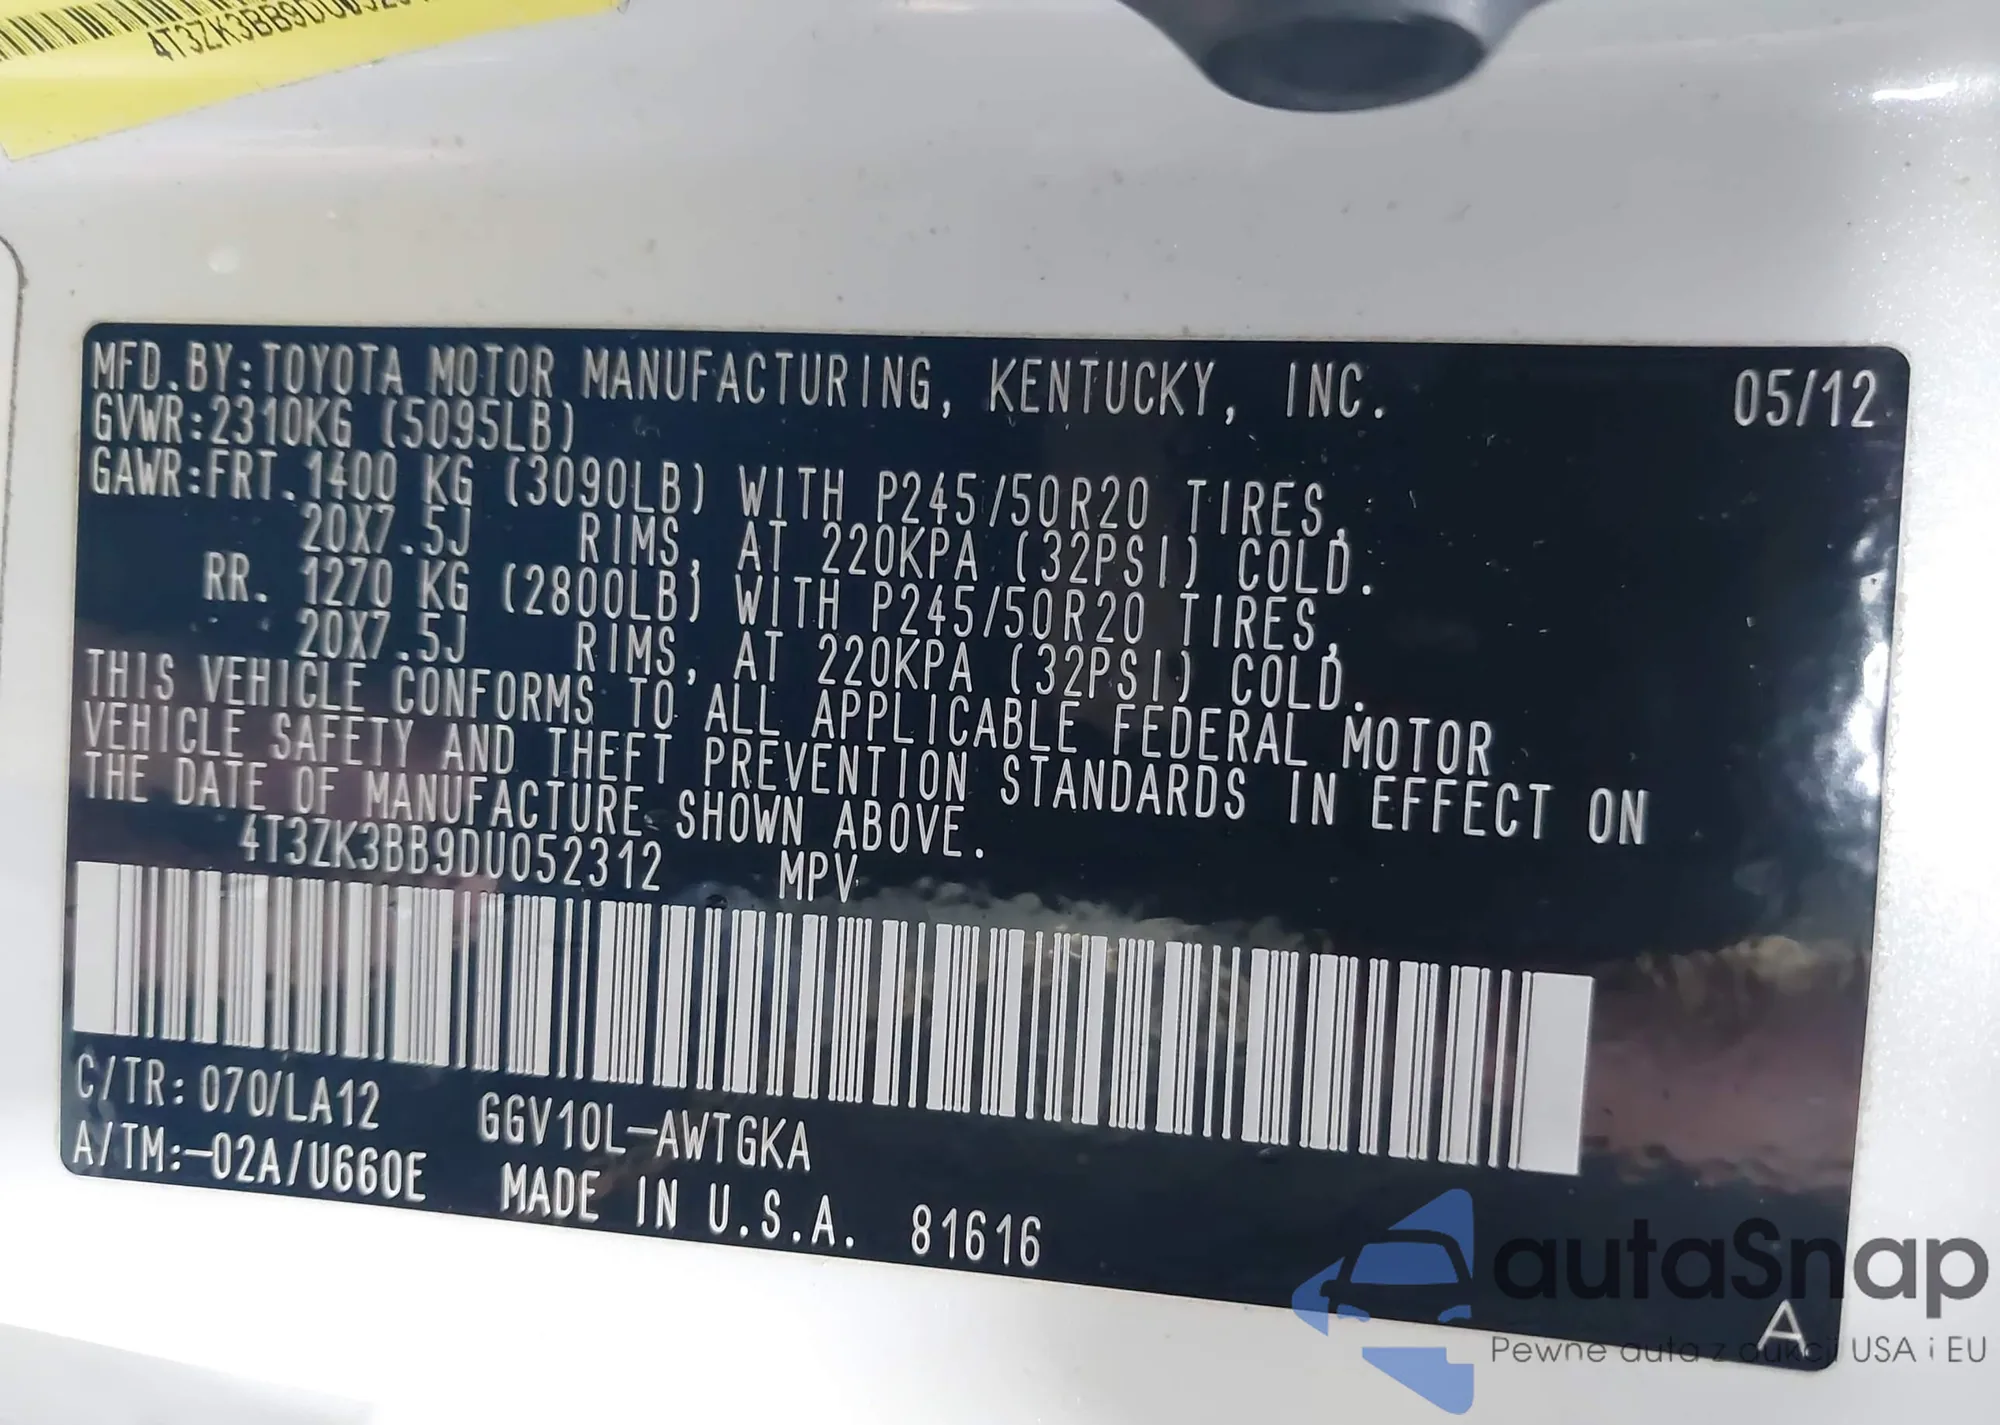 4T3ZK3BB9DU0523
MFD.BY:TOYOTA MOTOR MANUFACTURING, KENTUCKY, INC. 05/12
GVWR:2310KG (5095LB)
GAWR:FRT.1400 KG (3090LB) WITH P245/50R20 TIRES,
20X7.5J RIMS, AT 220KPA (32PSI) COLD.
RR. 1270 KG (2800LB) WITH P245/50R20 TIRES,
20X7.5J RIMS, AT 220KPA (32PSI) COLD.
THIS VEHICLE CONFORMS TO ALL APPLICABLE FEDERAL MOTOR
VEHICLE SAFETY AND THEFT PREVENTION STANDARDS IN EFFECT ON
THE DATE OF MANUFACTURE SHOWN ABOVE.
4T3ZK3BB9DU052312 MPV
C/TR: 070/LA12 GGV10L-AWTGKA
A/TM:-02A/U660E MADE IN U.S.A. 81616
A
autaSnap
Pewne auta z aukcji USA i EU